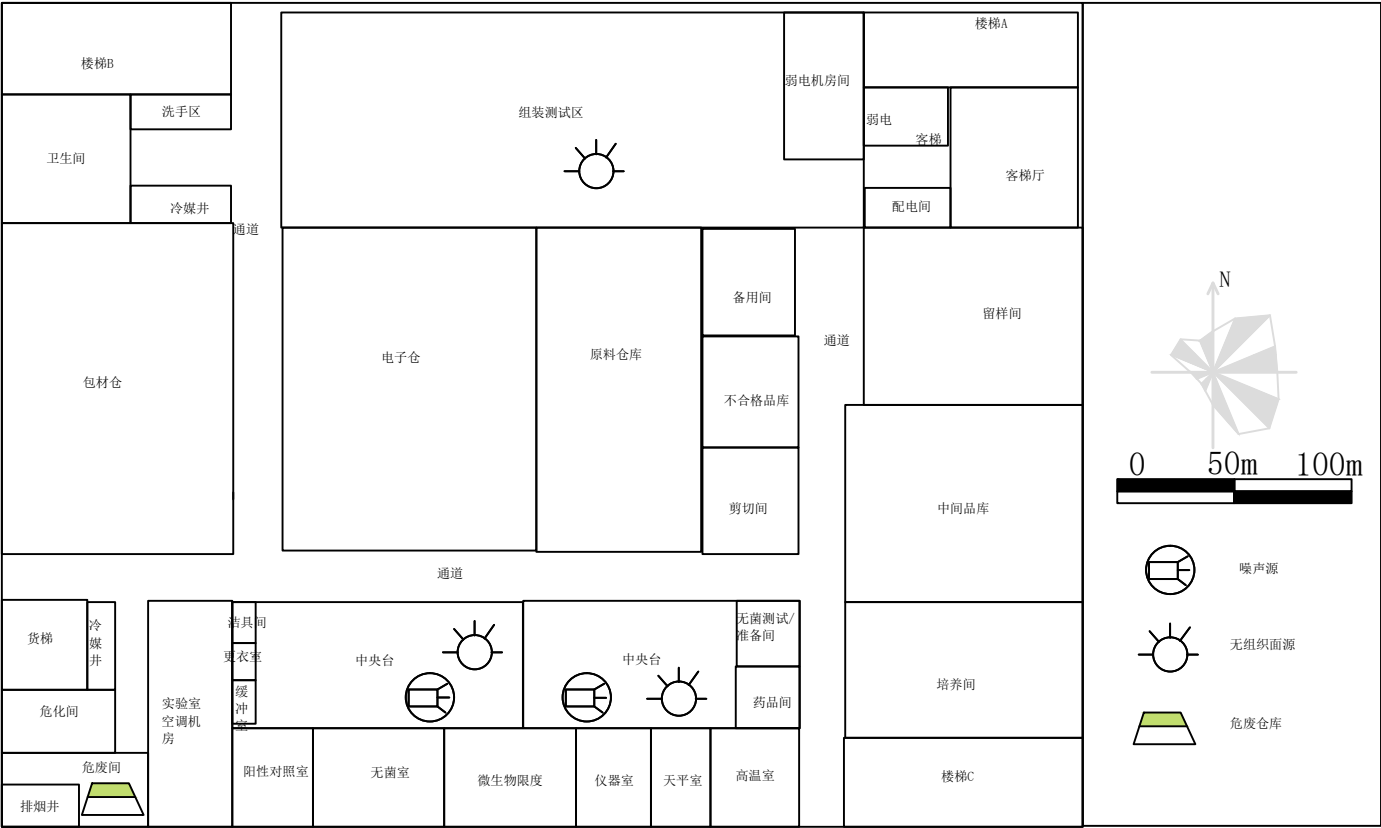 楼梯A
楼梯B
弱电机房间
洗手区
组装测试区
弱电
客梯
卫生间
客梯厅
冷媒井
配电间
通道
备用间
留样间
通道
电子仓
原料仓库
包材仓
不合格品库
剪切间
中间品库
通道
货梯
冷
媒
井
洁具间
更衣室
缓
冲
室
中央台
中央台
无菌测试/
准备间
药品间
培养间
危化间
实验室
空调机
房
危废间
排烟井
阳性对照室
无菌室
微生物限度
仪器室
天平室
高温室
楼梯C
N
0 50m 100m
噪声源
无组织面源
危废仓库